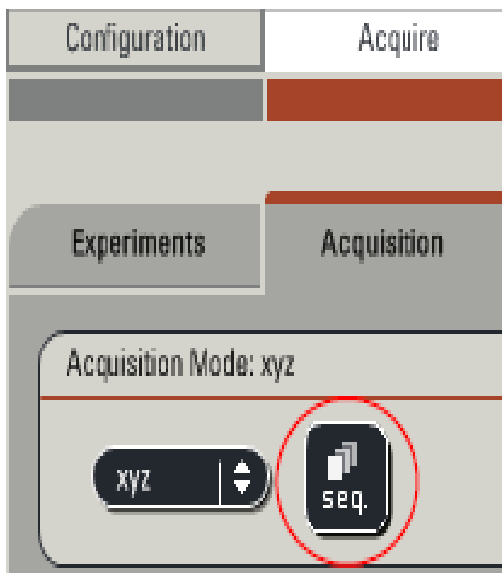 Configuration Acquire
Experiments Acquisition
Acquisition Mode: xyz
xyz seq.